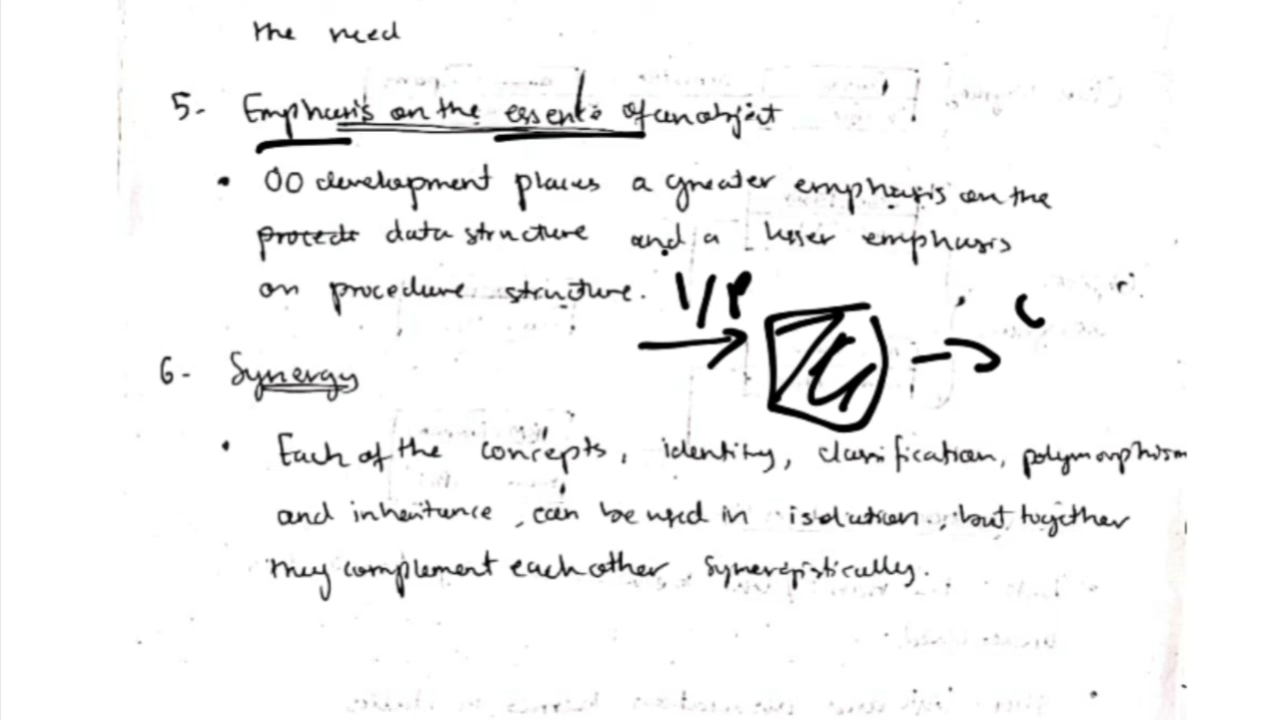 the need
5- Emphasis on the essence of an object
• OO development places a greater emphasis on the
procede data structure and a lesser emphasis
on procedure structure.
I/P
6- Synergy
• Each of the concepts, identity, classification, polymorphism
and inheritance, can be used in isolation, but together
they complement each other synergistically.